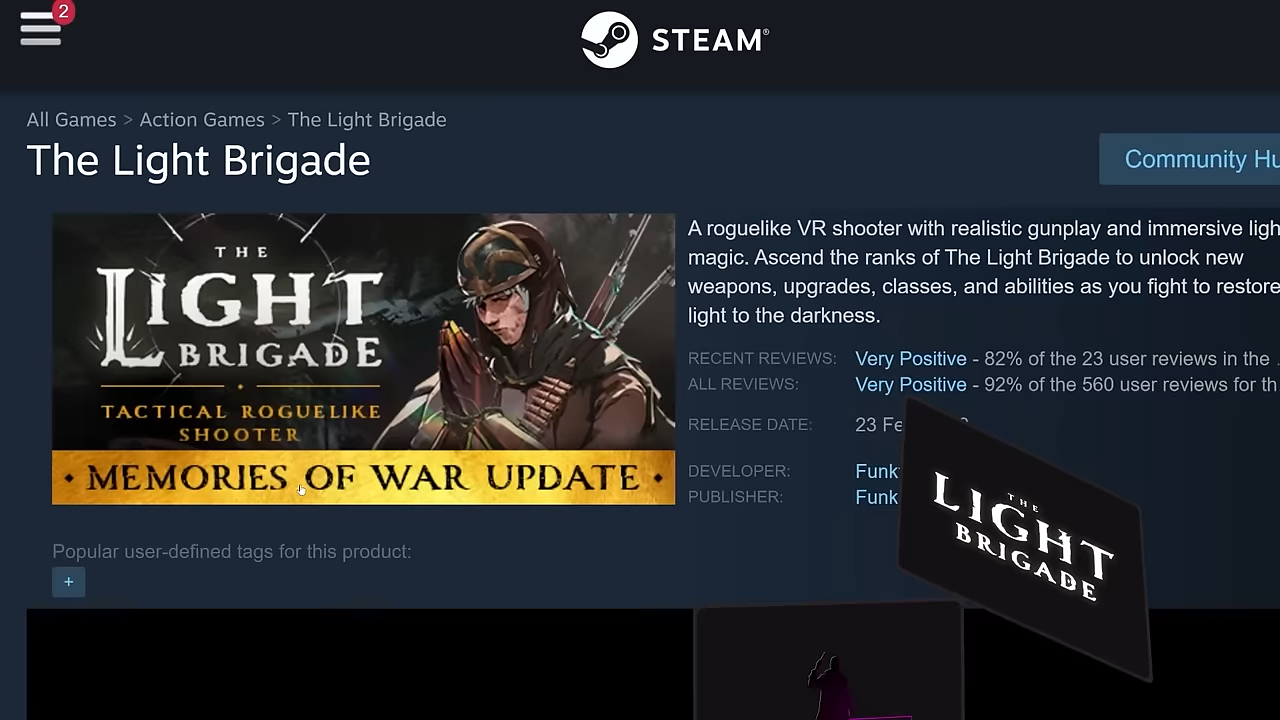 2
STEAM®
All Games > Action Games > The Light Brigade
The Light Brigade
Community
THE
LIGHT
BRIGADE
TACTICAL ROGUELIKE
SHOOTER
• MEMORIES OF WAR UPDATE •
A roguelike VR shooter with realistic gunplay and immersive
magic. Ascend the ranks of The Light Brigade to unlock new
weapons, upgrades, classes, and abilities as you fight to restore
light to the darkness.
RECENT REVIEWS: Very Positive - 82% of the 23 user reviews in the
ALL REVIEWS: Very Positive - 92% of the 560 user reviews for
RELEASE DATE: 23
DEVELOPER:
PUBLISHER:
THE
LIGHT
BRIGADE
Popular user-defined tags for this product:
+